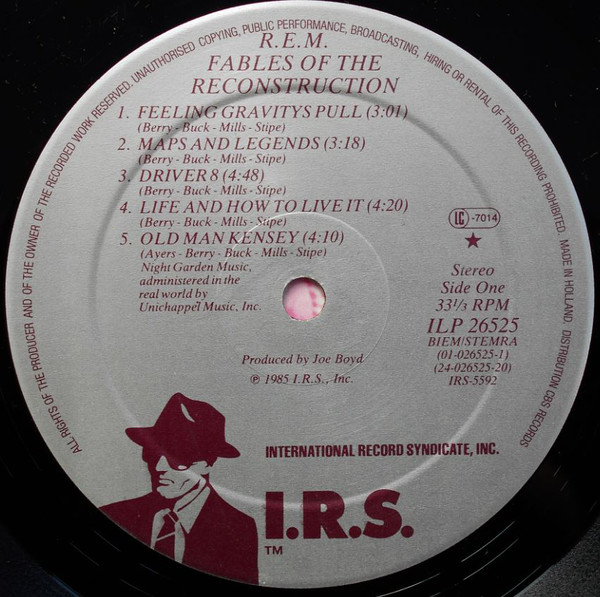 ALL RIGHTS OF THE PRODUCER AND OF THE OWNER OF THE RECORDED WORK RESERVED. UNAUTHORISED COPYING, PUBLIC PERFORMANCE, BROADCASTING, HIRING OR RENTAL OF THIS RECORDING PROHIBITED. MADE IN HOLLAND. DISTRIBUTION CBS RECORDS
R.E.M.
FABLES OF THE
RECONSTRUCTION
1. FEELING GRAVITYS PULL (3:01)
(Berry - Buck - Mills - Stipe)
2. MAPS AND LEGENDS (3:18)
(Berry - Buck - Mills - Stipe)
3. DRIVER 8 (4:48)
(Berry - Buck - Mills - Stipe)
4. LIFE AND HOW TO LIVE IT (4:20)
(Berry - Buck - Mills - Stipe)
5. OLD MAN KENSEY (4:10)
(Ayers - Berry - Buck - Mills - Stipe)
Night Garden Music,
administered in the
real world by
Unichappel Music, Inc.
LC -7014
Stereo
Side One
33⅓ RPM
ILP 26525
BIEM/STEMRA
(01-026525-1)
(24-026525-20)
IRS-5592
Produced by Joe Boyd
℗ 1985 I.R.S., Inc.
INTERNATIONAL RECORD SYNDICATE, INC.
I.R.S.
TM